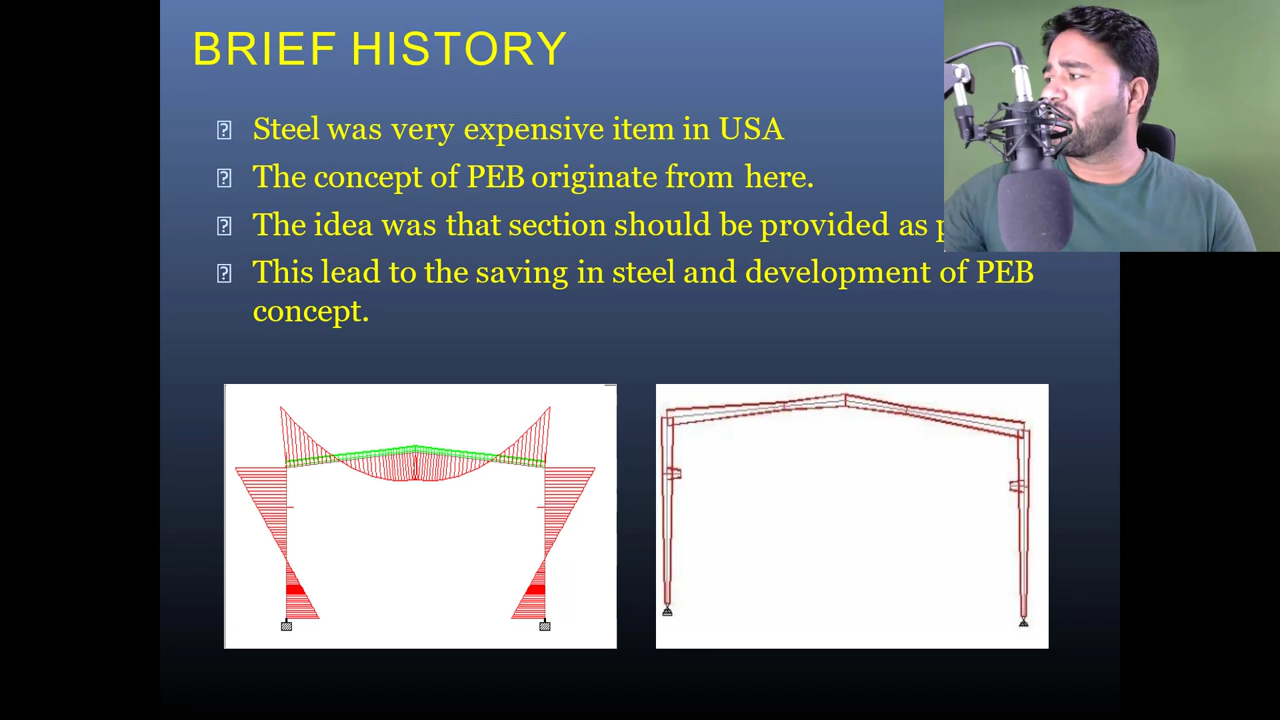 BRIEF HISTORY
Steel was very expensive item in USA
The concept of PEB originate from here.
The idea was that section should be provided as
This lead to the saving in steel and development of PEB
concept.